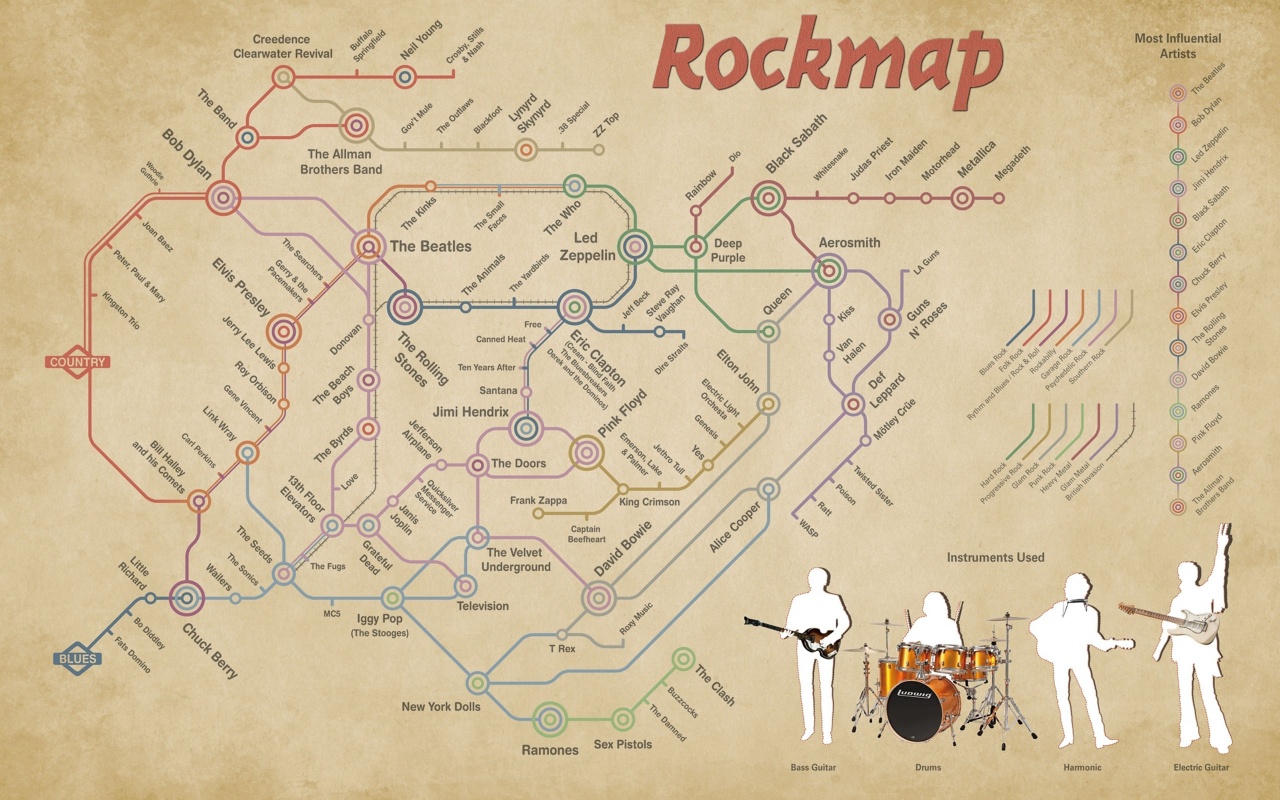 Rockmap
Creedence
Clearwater Revival
Buffalo
Springfield
Neil Young
Crosby, Stills
& Nash
The Band
The Allman
Brothers Band
Gov't Mule
The Outlaws
Blackfoot
Lynyrd
Skynyrd
.38 Special
ZZ Top
Bob Dylan
Woodie
Guthrie
Joan Baez
Peter, Paul & Mary
Kingston Trio
COUNTRY
The Searchers
Gerry & the
Pacemakers
Elvis Presley
Jerry Lee Lewis
Roy Orbison
Gene Vincent
Link Wray
Carl Perkins
Bill Halley
and his Comets
The Beatles
The Kinks
The Small
Faces
The Who
Led
Zeppelin
The Animals
The Yardbirds
The Rolling
Stones
Donovan
The Beach
Boys
The Byrds
Love
13th Floor
Elevators
The Fugs
Eric Clapton
(Cream - Blind Faith
The Bluesbreakers
Derek and the Dominos)
Jeff Beck
Steve Ray
Vaughan
Dire Straits
Free
Canned Heat
Ten Years After
Santana
Jimi Hendrix
The Doors
Jefferson
Airplane
Quicksilver
Messenger
Service
Janis
Joplin
Grateful
Dead
Pink Floyd
Emerson, Lake
& Palmer
Jethro Tull
Yes
Genesis
Electric Light
Orchesta
Elton John
King Crimson
Frank Zappa
Captain
Beefheart
Rainbow
Dio
Deep
Purple
Black Sabath
Whitesnake
Judas Priest
Iron Maiden
Motorhead
Metallica
Megadeth
Aerosmith
LA Guns
Guns
N' Roses
Queen
Kiss
Van
Halen
Def
Leppard
Mötley Crüe
Twisted Sister
Poison
Ratt
WASP
Alice Cooper
David Bowie
The Velvet
Underground
Television
T Rex
Roxy Music
Iggy Pop
(The Stooges)
MC5
The Seeds
The Sonics
Wailers
Little
Richard
Bo Diddley
Fats Domino
Chuck Berry
BLUES
New York Dolls
Ramones
Sex Pistols
The Damned
Buzzcocks
The Clash
Blues Rock
Folk Rock
Rythm and Blues / Rock & Roll
Rockabilly
Garage Rock
Psychedelic Rock
Southern Rock
Hard Rock
Progressive Rock
Glam Rock
Punk Rock
Heavy Metal
Glam Metal
British Invasion
Most Influential
Artists
The Beatles
Bob Dylan
Led Zeppelin
Jimi Hendrix
Black Sabath
Eric Clapton
Chuck Berry
Elvis Presley
The Rolling
Stones
David Bowie
Ramones
Pink Floyd
Aerosmith
The Allman
Brothers Band
Instruments Used
Ludwig
Bass Guitar
Drums
Harmonic
Electric Guitar